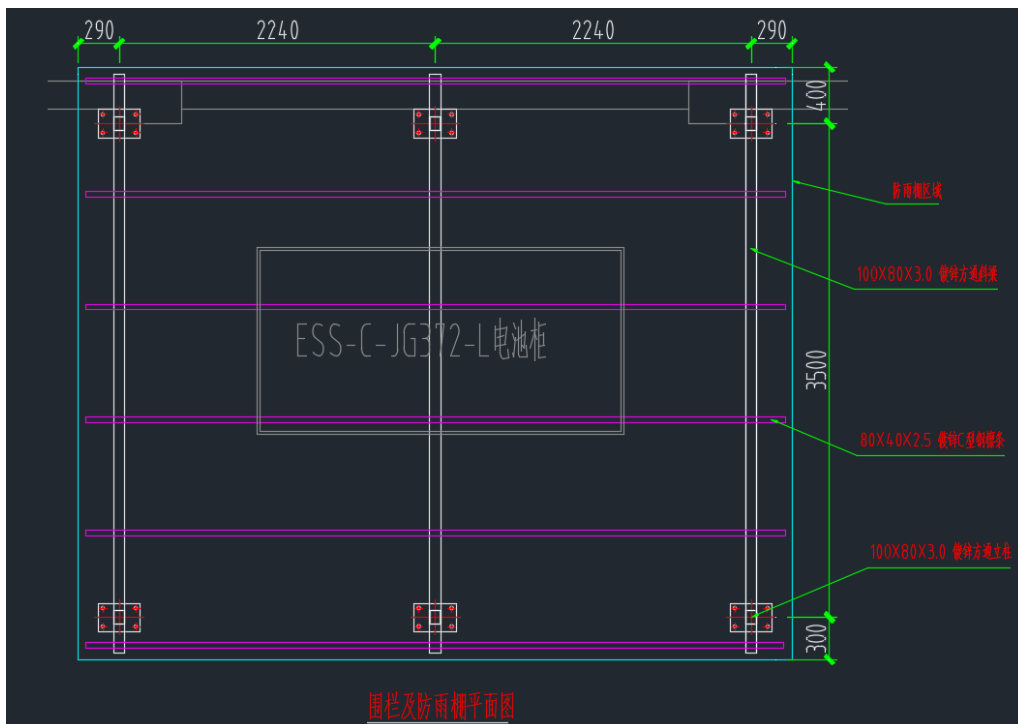 290 2240 2240 290
400
防雨棚区域
100X80X3.0 镀锌方通斜梁
ESS-C-JG372-L电池柜
3500
80X40X2.5 镀锌C型钢檩条
100X80X3.0 镀锌方通立柱
300
围栏及防雨棚平面图